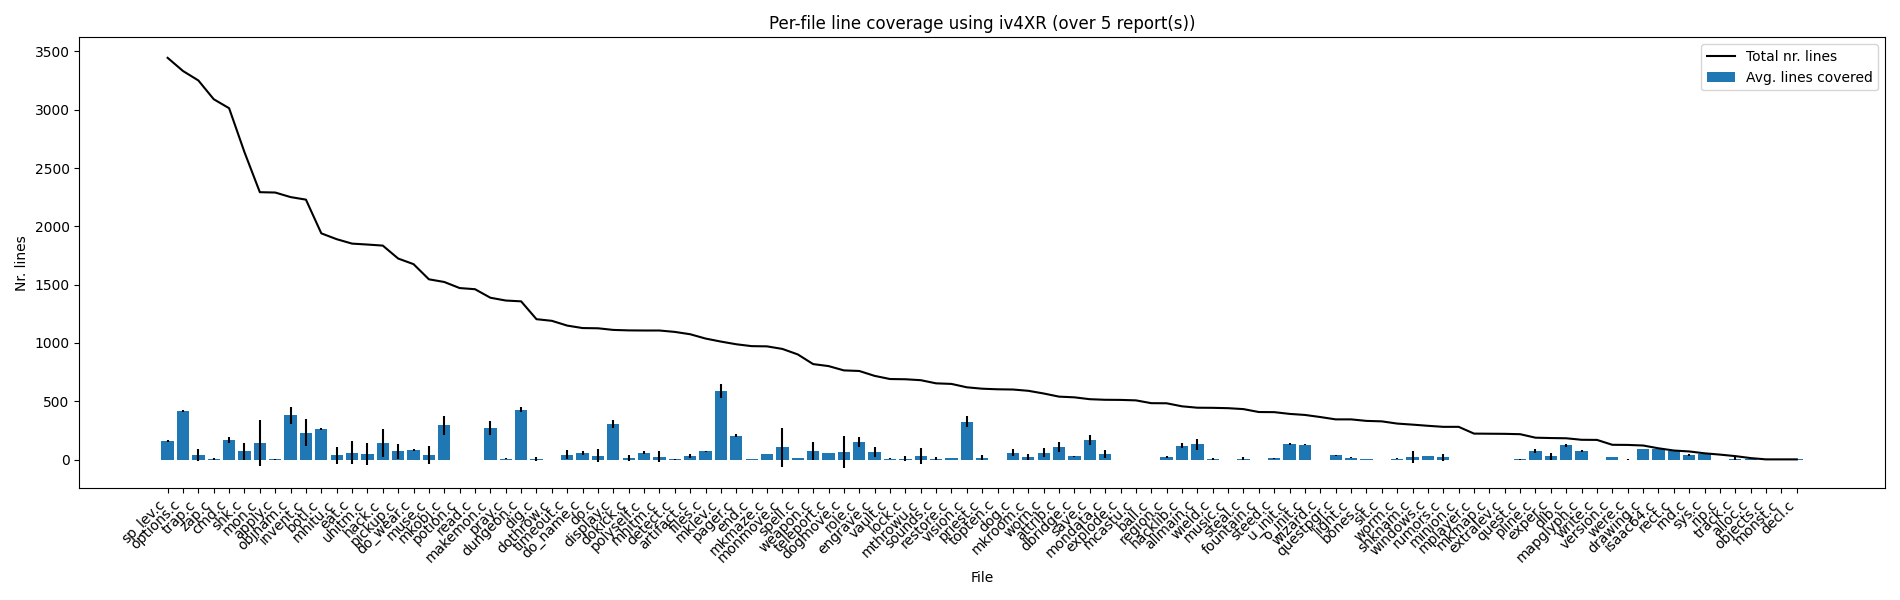 Per-file line coverage using iv4XR (over 5 report(s))
Total nr. lines
Avg. lines covered
3500
3000
2500
2000
1500
1000
500
0
Nr. lines
sp_lev.c
options.c
trap.c
zap.c
cmd.c
shk.c
mon.c
apply.c
objnam.c
invent.c
botl.c
mhitu.c
eat.c
uhitm.c
hack.c
pickup.c
do_wear.c
muse.c
mkobj.c
potion.c
read.c
makemon.c
pray.c
dungeon.c
dig.c
dothrow.c
timeout.c
do_name.c
do.c
display.c
dokick.c
polyself.c
mhitm.c
detect.c
artifact.c
files.c
mklev.c
pager.c
end.c
mkmaze.c
monmove.c
spell.c
weapon.c
teleport.c
dogmove.c
role.c
engrave.c
vault.c
lock.c
mthrowu.c
sounds.c
restore.c
vision.c
priest.c
topten.c
dog.c
mkroom.c
worn.c
attrib.c
dbridge.c
save.c
mondata.c
explode.c
mcastu.c
ball.c
region.c
hacklib.c
allmain.c
wield.c
music.c
steal.c
fountain.c
steed.c
u_init.c
o_init.c
wizard.c
questpgr.c
light.c
bones.c
sit.c
worm.c
shknam.c
windows.c
rumors.c
minion.c
mplayer.c
mkmap.c
extralev.c
quest.c
pline.c
exper.c
dlb.c
mapglyph.c
write.c
version.c
were.c
drawing.c
isaac64.c
rect.c
rnd.c
sys.c
rip.c
track.c
alloc.c
objects.c
monst.c
decl.c
File